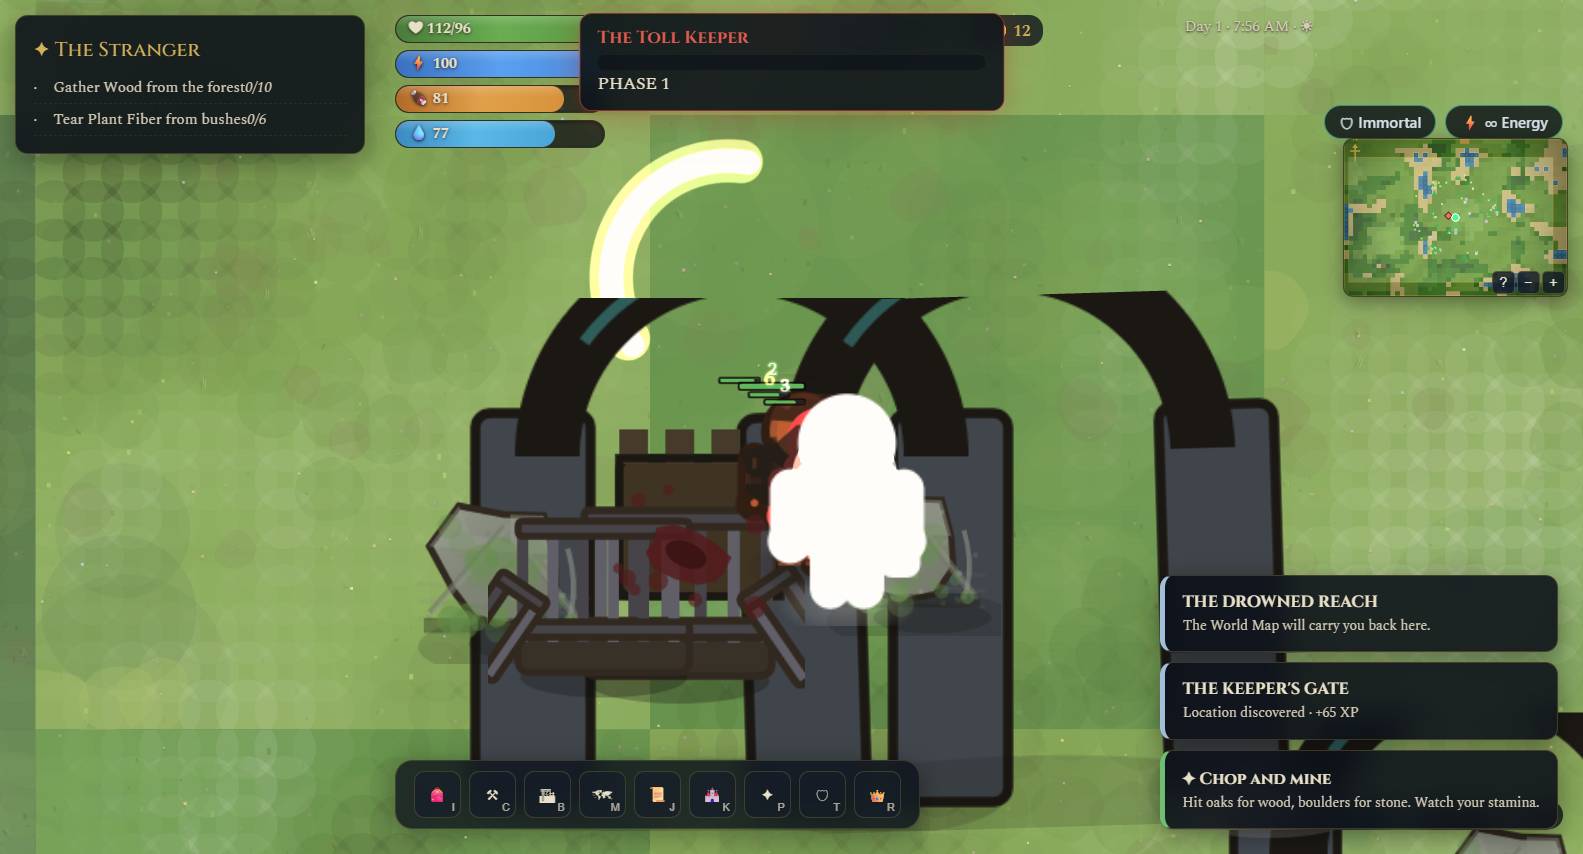 THE STRANGER
Gather Wood from the forest0/10
Tear Plant Fiber from bushes0/6
112/96
100
81
77
THE TOLL KEEPER
PHASE 1
12
Day 1 · 7:56 AM ·
Immortal
∞ Energy
? − +
2
6
3
THE DROWNED REACH
The World Map will carry you back here.
THE KEEPER'S GATE
Location discovered · +65 XP
CHOP AND MINE
Hit oaks for wood, boulders for stone. Watch your stamina.
I C B M J K P T R